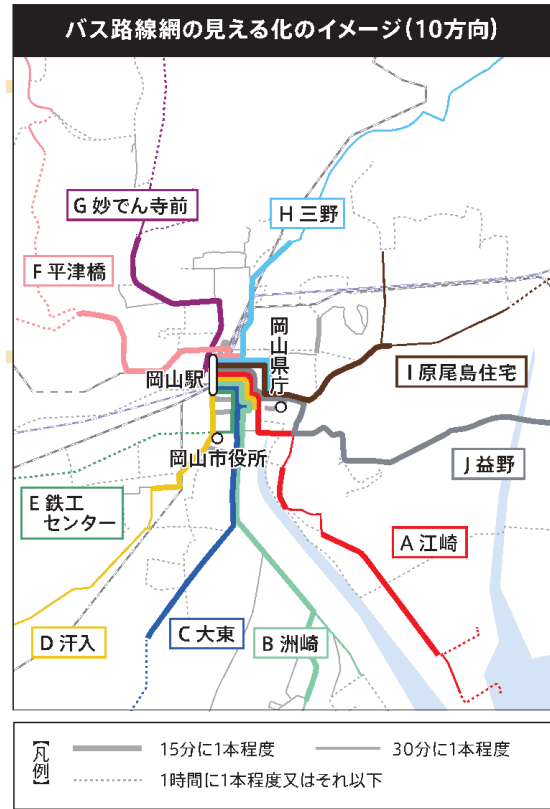 バス路線網の見える化のイメージ(10方向)
G 妙でん寺前
H 三野
F 平津橋
岡山県庁
岡山駅
I 原尾島住宅
岡山市役所
J 益野
E 鉄工
センター
A 江崎
C 大東
B 洲崎
D 汗入
【凡例】
15分に1本程度
30分に1本程度
1時間に1本程度又はそれ以下